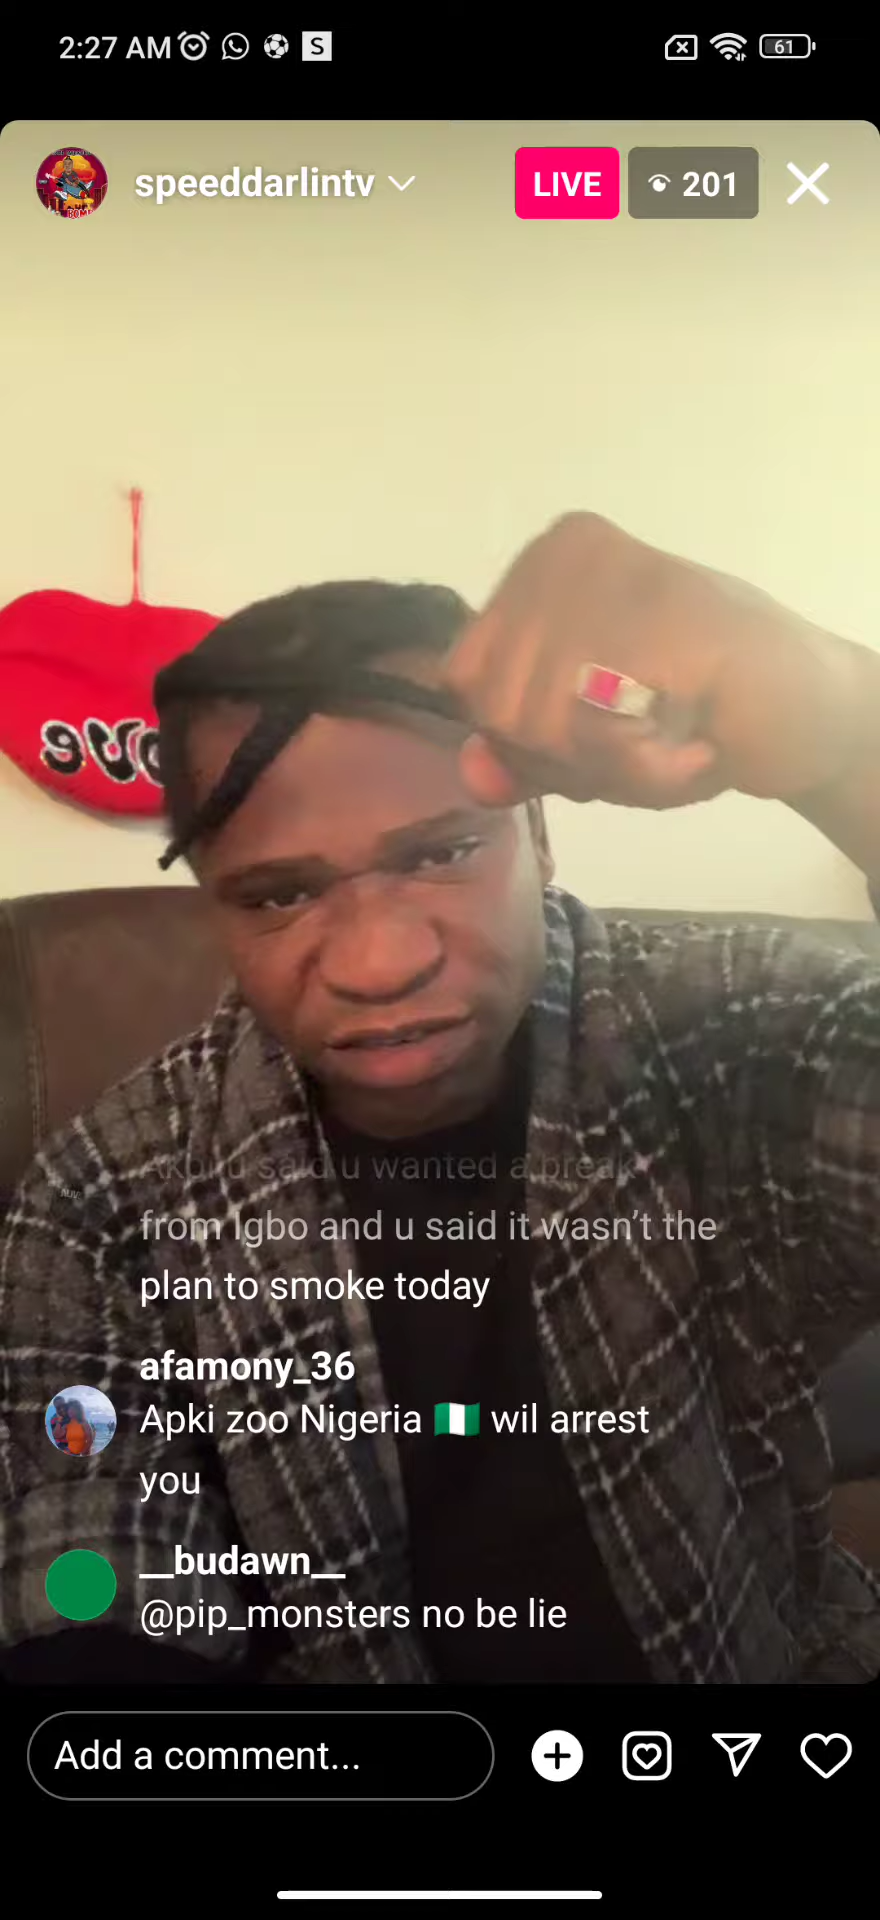 2:27 AM
S
61
speeddarlintv
LIVE
201
ove
u said u wanted a break
from Igbo and u said it wasn’t the
plan to smoke today
afamony_36
Apki zoo Nigeria 🇳🇬 wil arrest
you
__budawn__
@pip_monsters no be lie
Add a comment...